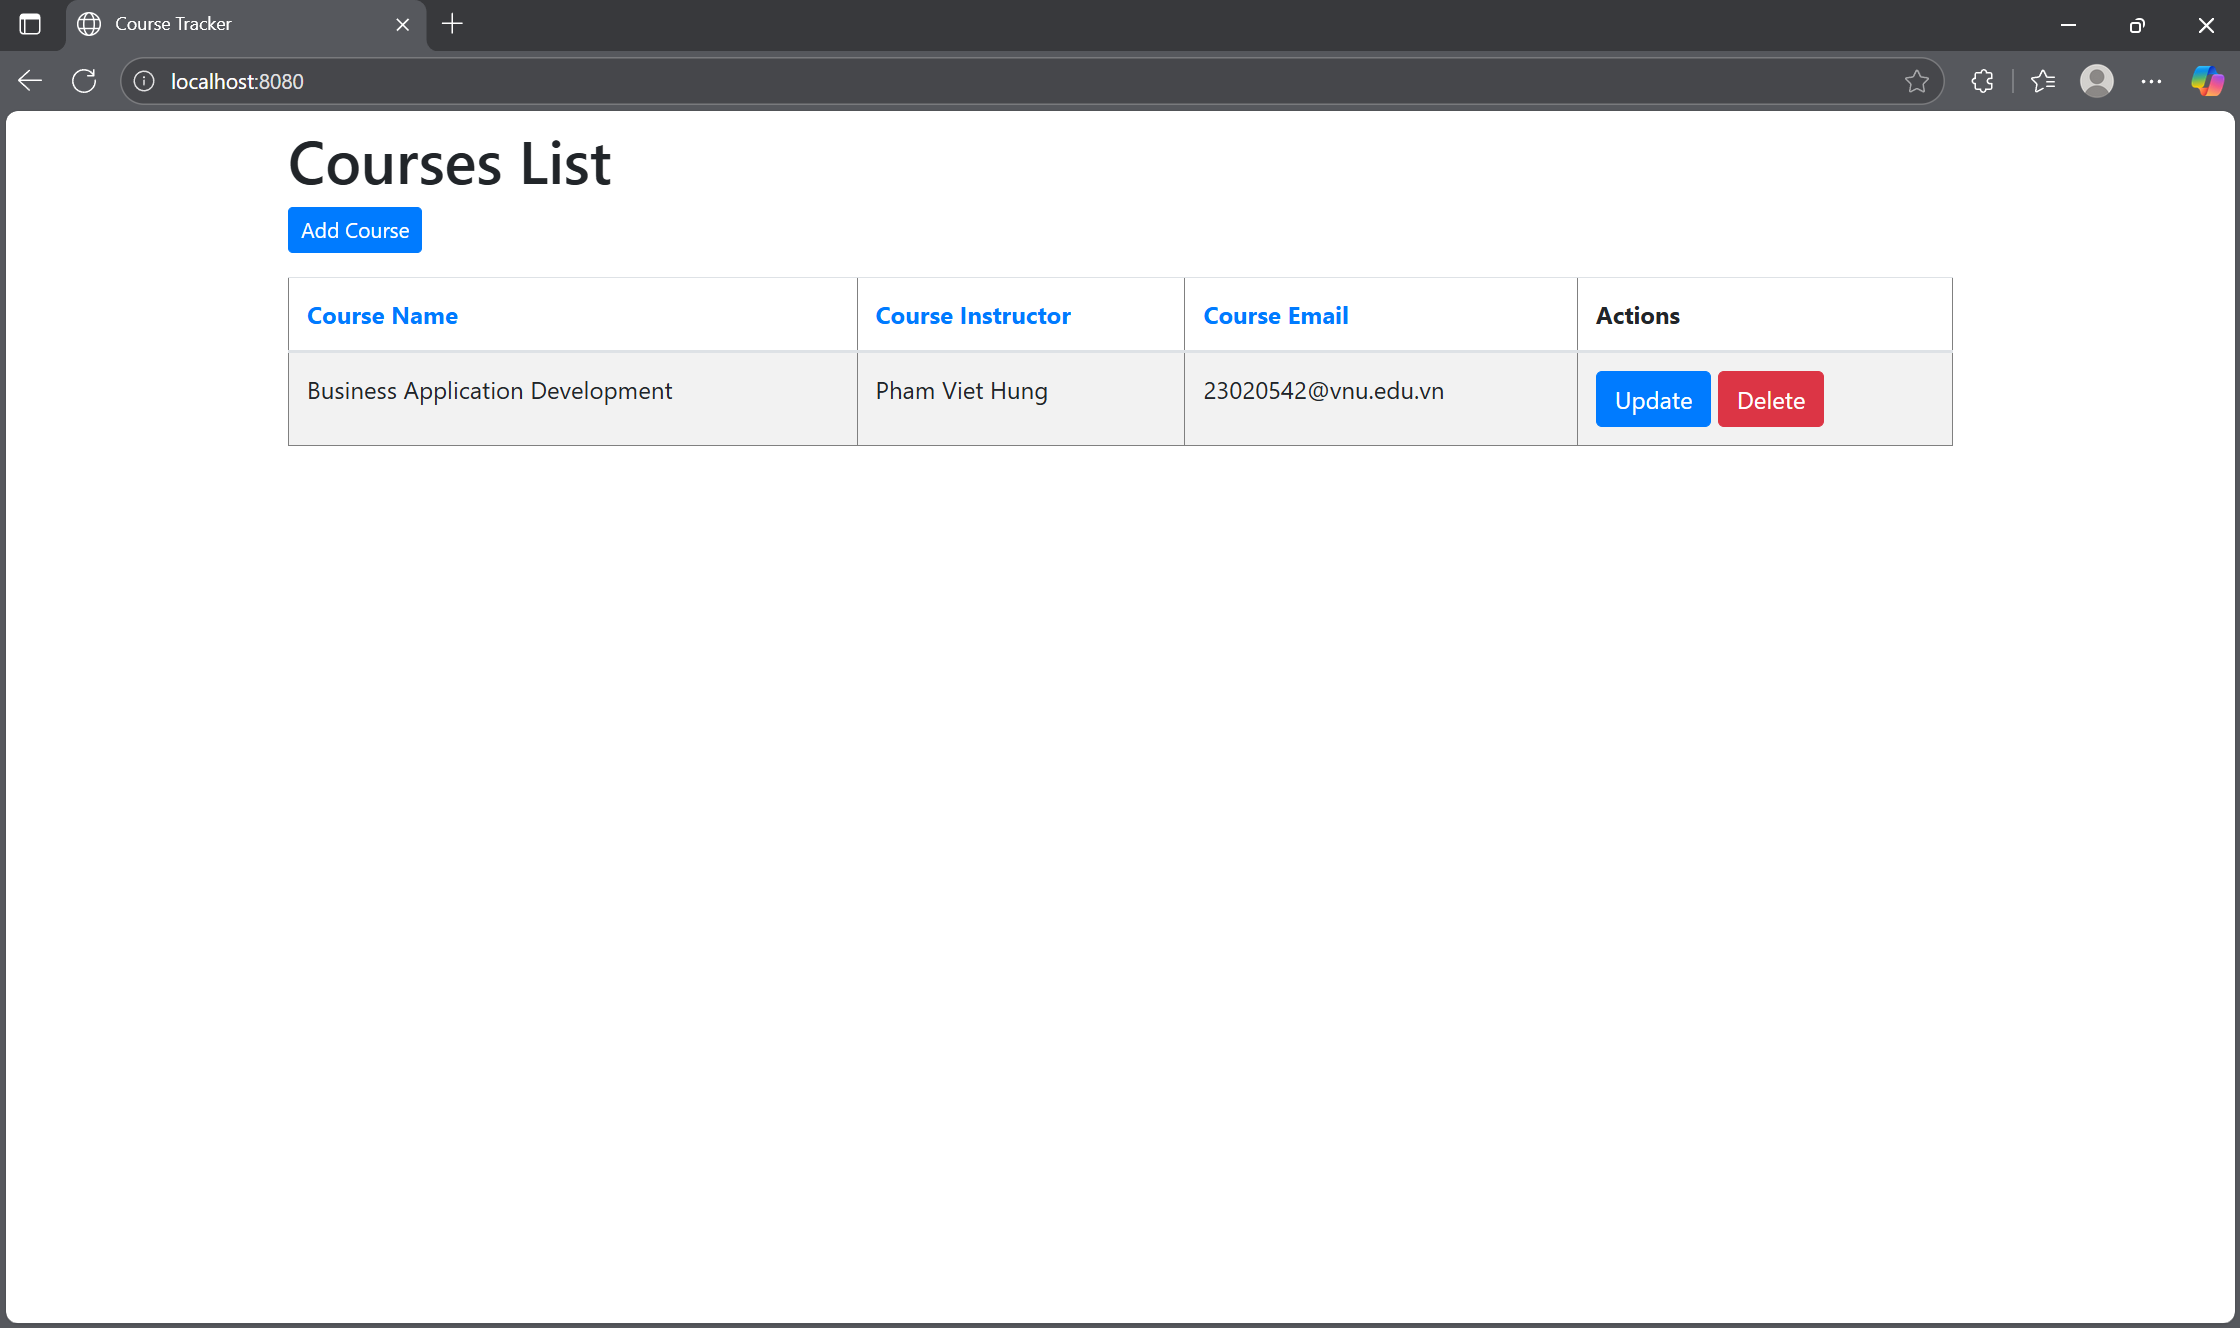 Course Tracker
localhost:8080
Courses List
Add Course
Course Name Course Instructor Course Email Actions
Business Application Development Pham Viet Hung 23020542@vnu.edu.vn Update Delete